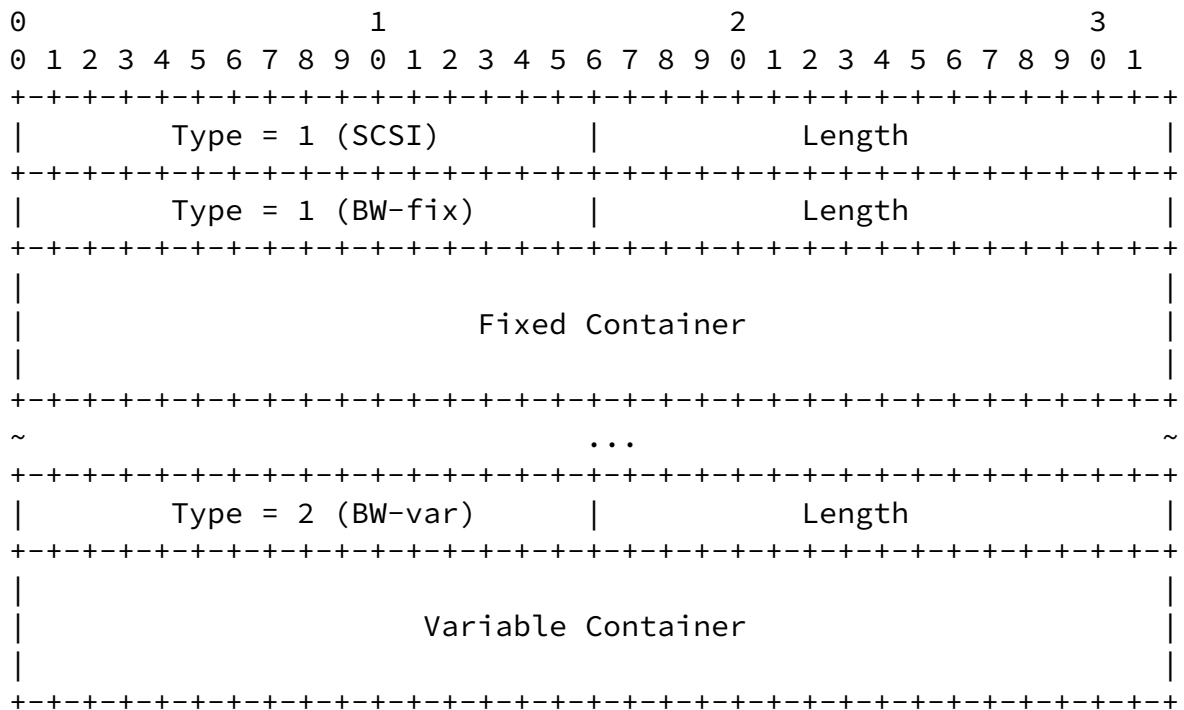 0                   1                   2                   3
0 1 2 3 4 5 6 7 8 9 0 1 2 3 4 5 6 7 8 9 0 1 2 3 4 5 6 7 8 9 0 1
+-+-+-+-+-+-+-+-+-+-+-+-+-+-+-+-+-+-+-+-+-+-+-+-+-+-+-+-+-+-+-+-+
|        Type = 1 (SCSI)        |           Length              |
+-+-+-+-+-+-+-+-+-+-+-+-+-+-+-+-+-+-+-+-+-+-+-+-+-+-+-+-+-+-+-+-+
|        Type = 1 (BW-fix)      |           Length              |
+-+-+-+-+-+-+-+-+-+-+-+-+-+-+-+-+-+-+-+-+-+-+-+-+-+-+-+-+-+-+-+-+
|                                                               |
|                         Fixed Container                       |
|                                                               |
+-+-+-+-+-+-+-+-+-+-+-+-+-+-+-+-+-+-+-+-+-+-+-+-+-+-+-+-+-+-+-+-+
~                               ...                             ~
+-+-+-+-+-+-+-+-+-+-+-+-+-+-+-+-+-+-+-+-+-+-+-+-+-+-+-+-+-+-+-+-+
|        Type = 2 (BW-var)      |           Length              |
+-+-+-+-+-+-+-+-+-+-+-+-+-+-+-+-+-+-+-+-+-+-+-+-+-+-+-+-+-+-+-+-+
|                                                               |
|                      Variable Container                       |
|                                                               |
+-+-+-+-+-+-+-+-+-+-+-+-+-+-+-+-+-+-+-+-+-+-+-+-+-+-+-+-+-+-+-+-+